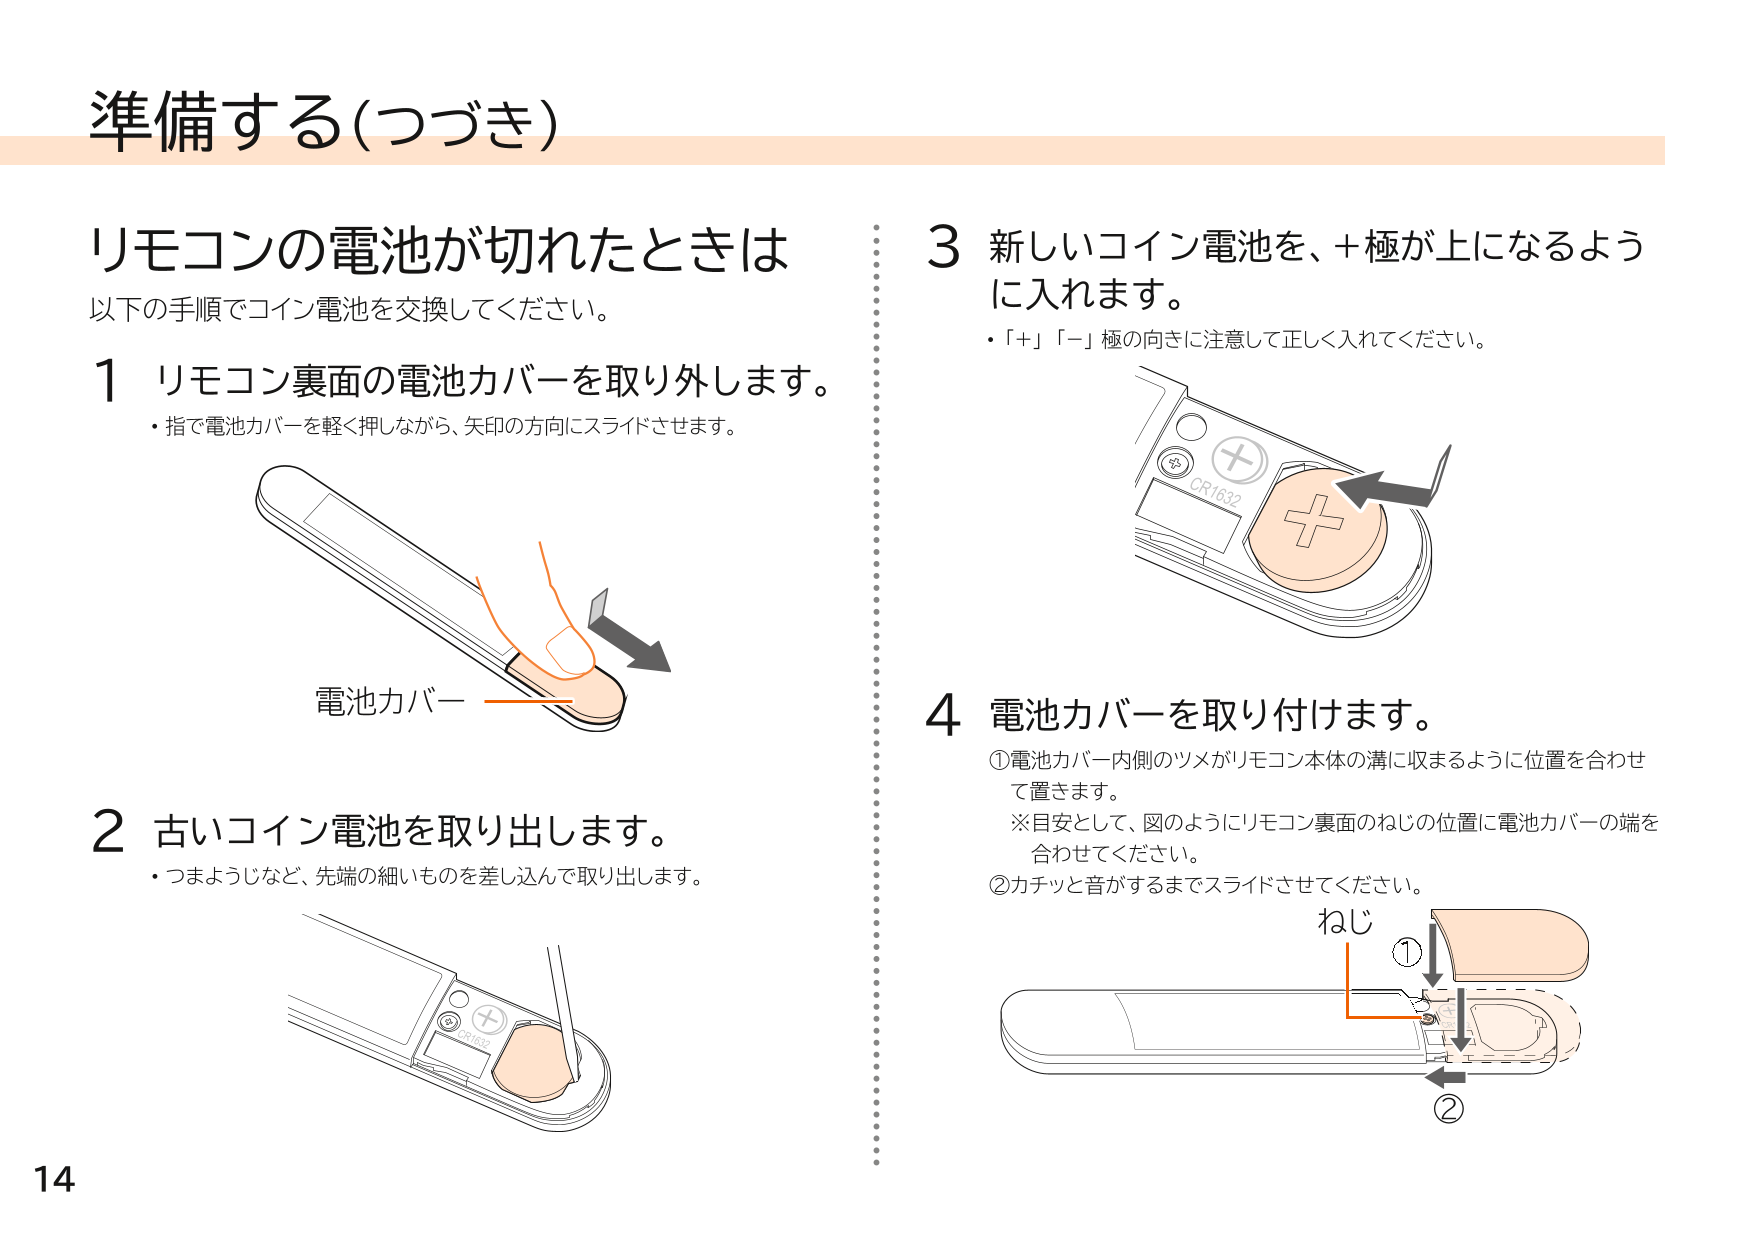 準備する(つづき)
リモコンの電池が切れたときは
以下の手順でコイン電池を交換してください。
1 リモコン裏面の電池カバーを取り外します。
・指で電池カバーを軽く押しながら、矢印の方向にスライドさせます。
電池カバー
2 古いコイン電池を取り出します。
・つまようじなど、先端の細いものを差し込んで取り出します。
CR1632
3 新しいコイン電池を、＋極が上になるよう
に入れます。
・「＋」「－」極の向きに注意して正しく入れてください。
CR1632
4 電池カバーを取り付けます。
①電池カバー内側のツメがリモコン本体の溝に収まるように位置を合わせ
て置きます。
※目安として、図のようにリモコン裏面のねじの位置に電池カバーの端を
合わせてください。
②カチッと音がするまでスライドさせてください。
ねじ
①
②
14